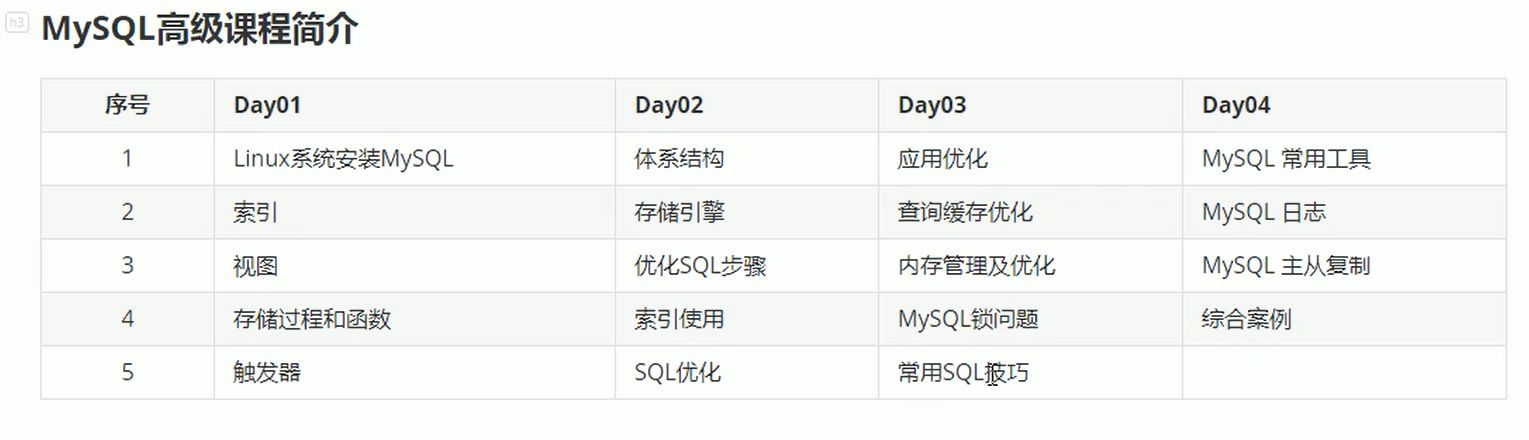 h3
MySQL高级课程简介
序号 Day01 Day02 Day03 Day04
1 Linux系统安装MySQL 体系结构 应用优化 MySQL 常用工具
2 索引 存储引擎 查询缓存优化 MySQL 日志
3 视图 优化SQL步骤 内存管理及优化 MySQL 主从复制
4 存储过程和函数 索引使用 MySQL锁问题 综合案例
5 触发器 SQL优化 常用SQL技巧